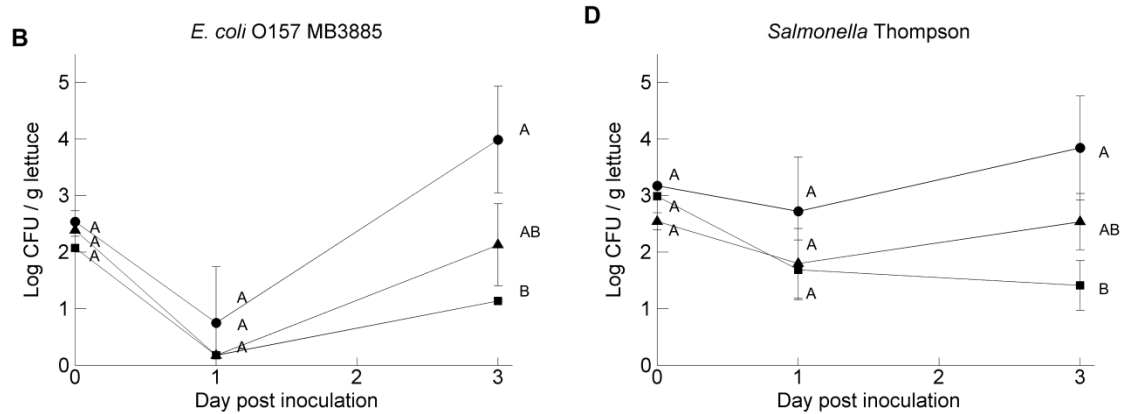 B
E. coli O157 MB3885
5
4
3
2
1
0
Log CFU / g lettuce
A
A
A
A
A
A
A
AB
B
0
1
2
3
Day post inoculation
D
Salmonella Thompson
5
4
3
2
1
0
Log CFU / g lettuce
A
A
A
A
A
A
A
AB
B
0
1
2
3
Day post inoculation